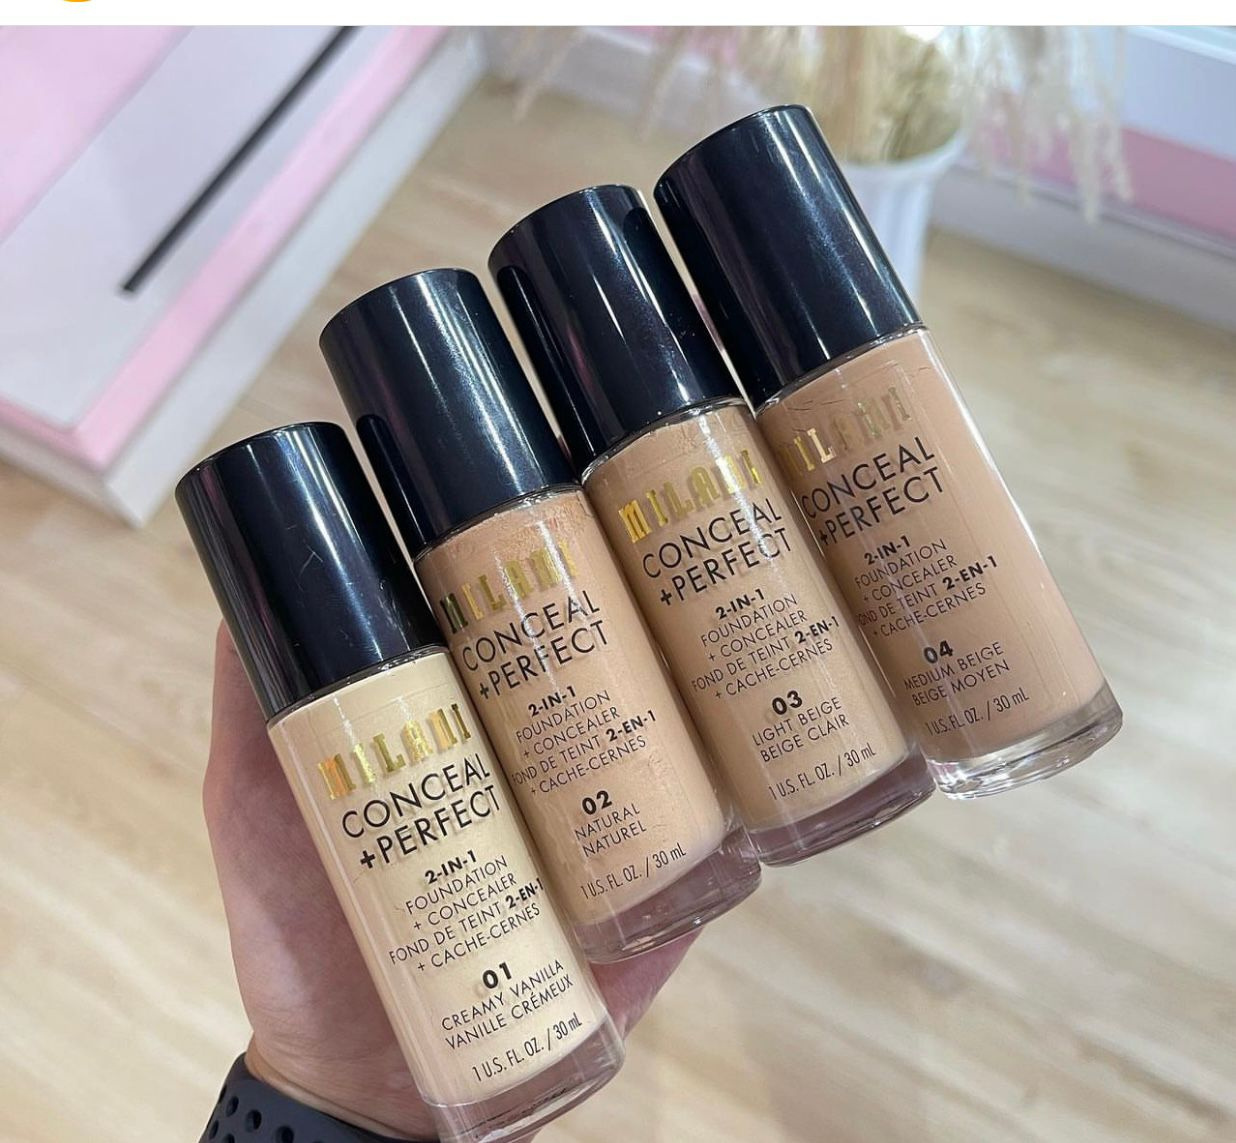 MILANI
CONCEAL
+PERFECT
2-IN-1
FOUNDATION
+ CONCEALER
FOND DE TEINT 2-EN-1
+ CACHE-CERNES
01
CREAMY VANILLA
VANILLE CRÉMEUX
1 U.S. FL. OZ. / 30 mL
MILANI
CONCEAL
+PERFECT
2-IN-1
FOUNDATION
+ CONCEALER
FOND DE TEINT 2-EN-1
+ CACHE-CERNES
02
NATURAL
NATUREL
1 U.S. FL. OZ. / 30 mL
MILANI
CONCEAL
+PERFECT
2-IN-1
FOUNDATION
+ CONCEALER
FOND DE TEINT 2-EN-1
+ CACHE-CERNES
03
LIGHT BEIGE
BEIGE CLAIR
1 U.S. FL. OZ. / 30 mL
MILANI
CONCEAL
+PERFECT
2-IN-1
FOUNDATION
+ CONCEALER
FOND DE TEINT 2-EN-1
+ CACHE-CERNES
04
MEDIUM BEIGE
BEIGE MOYEN
1 U.S. FL. OZ. / 30 mL